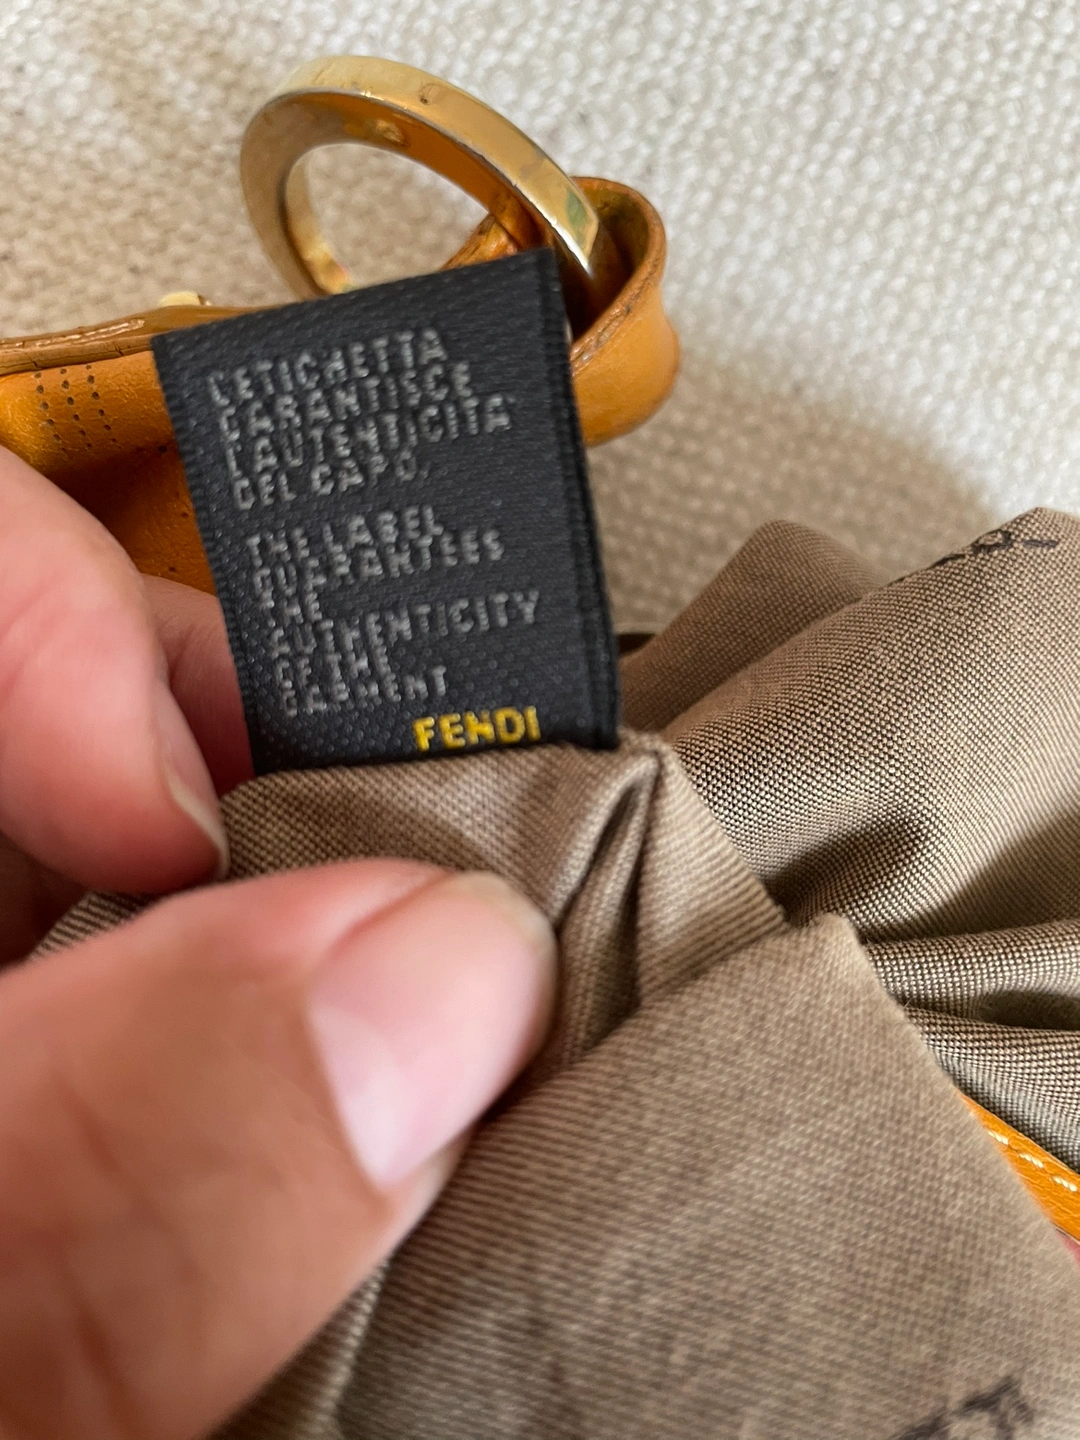 L'ETICHETTA
GARANTISCE
L'AUTENTICITA'
DEL CAPO.
THE LABEL
GUARANTEES
THE
AUTHENTICITY
OF THE
GARMENT
FENDI